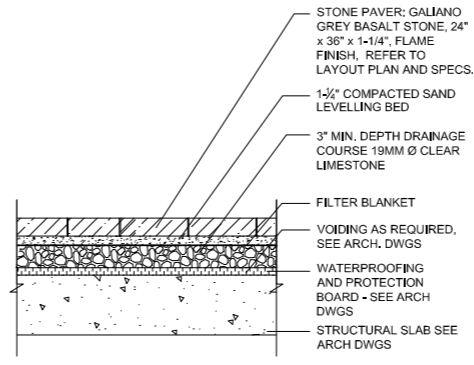 STONE PAVER; GALIANO
GREY BASALT STONE, 24"
x 36" x 1-1/4", FLAME
FINISH, REFER TO
LAYOUT PLAN AND SPECS.
1-¼" COMPACTED SAND
LEVELLING BED
3" MIN. DEPTH DRAINAGE
COURSE 19MM Ø CLEAR
LIMESTONE
FILTER BLANKET
VOIDING AS REQUIRED,
SEE ARCH. DWGS
WATERPROOFING
AND PROTECTION
BOARD - SEE ARCH
DWGS
STRUCTURAL SLAB SEE
ARCH DWGS